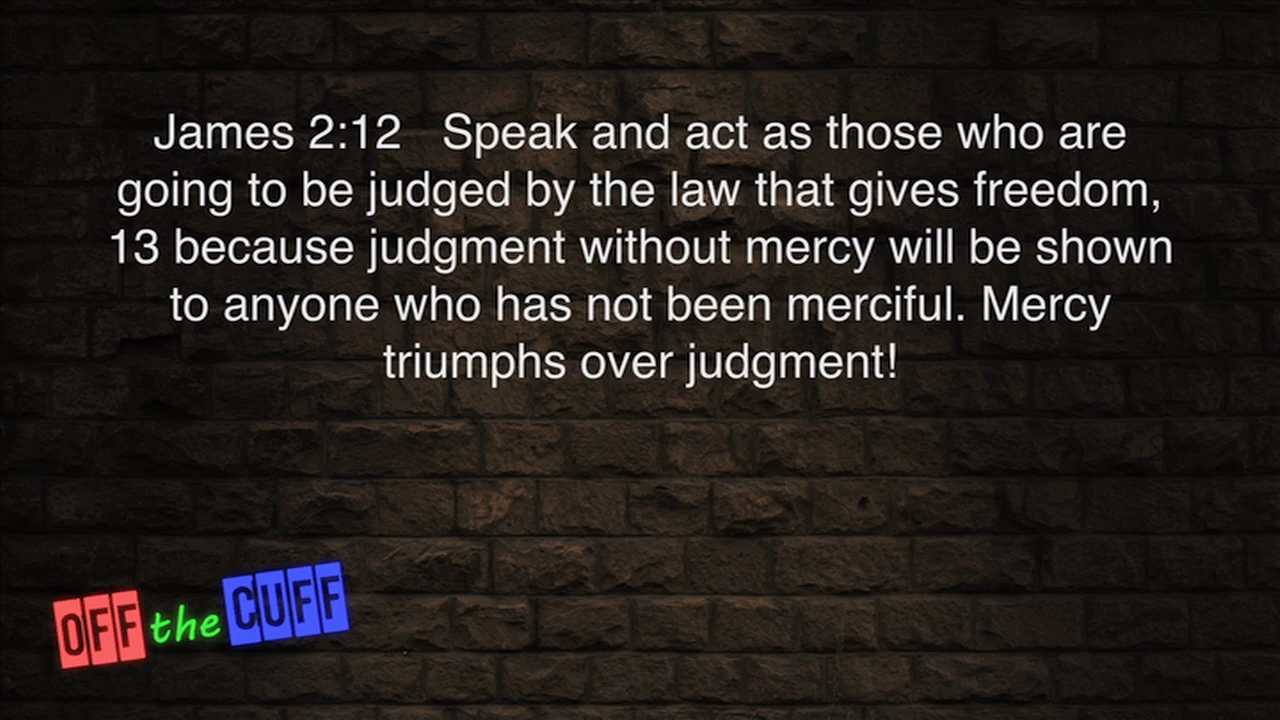 James 2:12   Speak and act as those who are
going to be judged by the law that gives freedom,
13 because judgment without mercy will be shown
to anyone who has not been merciful. Mercy
triumphs over judgment!
OFF the CUFF